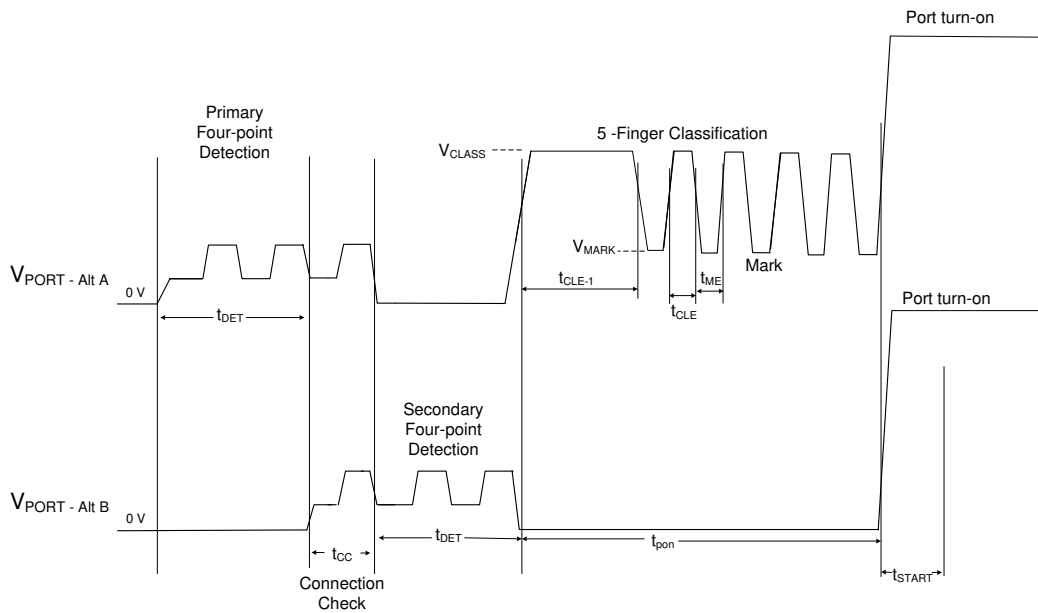 Port turn-on
Primary
Four-point
Detection
5 -Finger Classification
VCLASS
VMARK
Mark
VPORT - Alt A
0 V
tDET
tCLE-1
tME
tCLE
Port turn-on
Secondary
Four-point
Detection
VPORT - Alt B
0 V
tCC
tDET
tpon
tSTART
Connection
Check